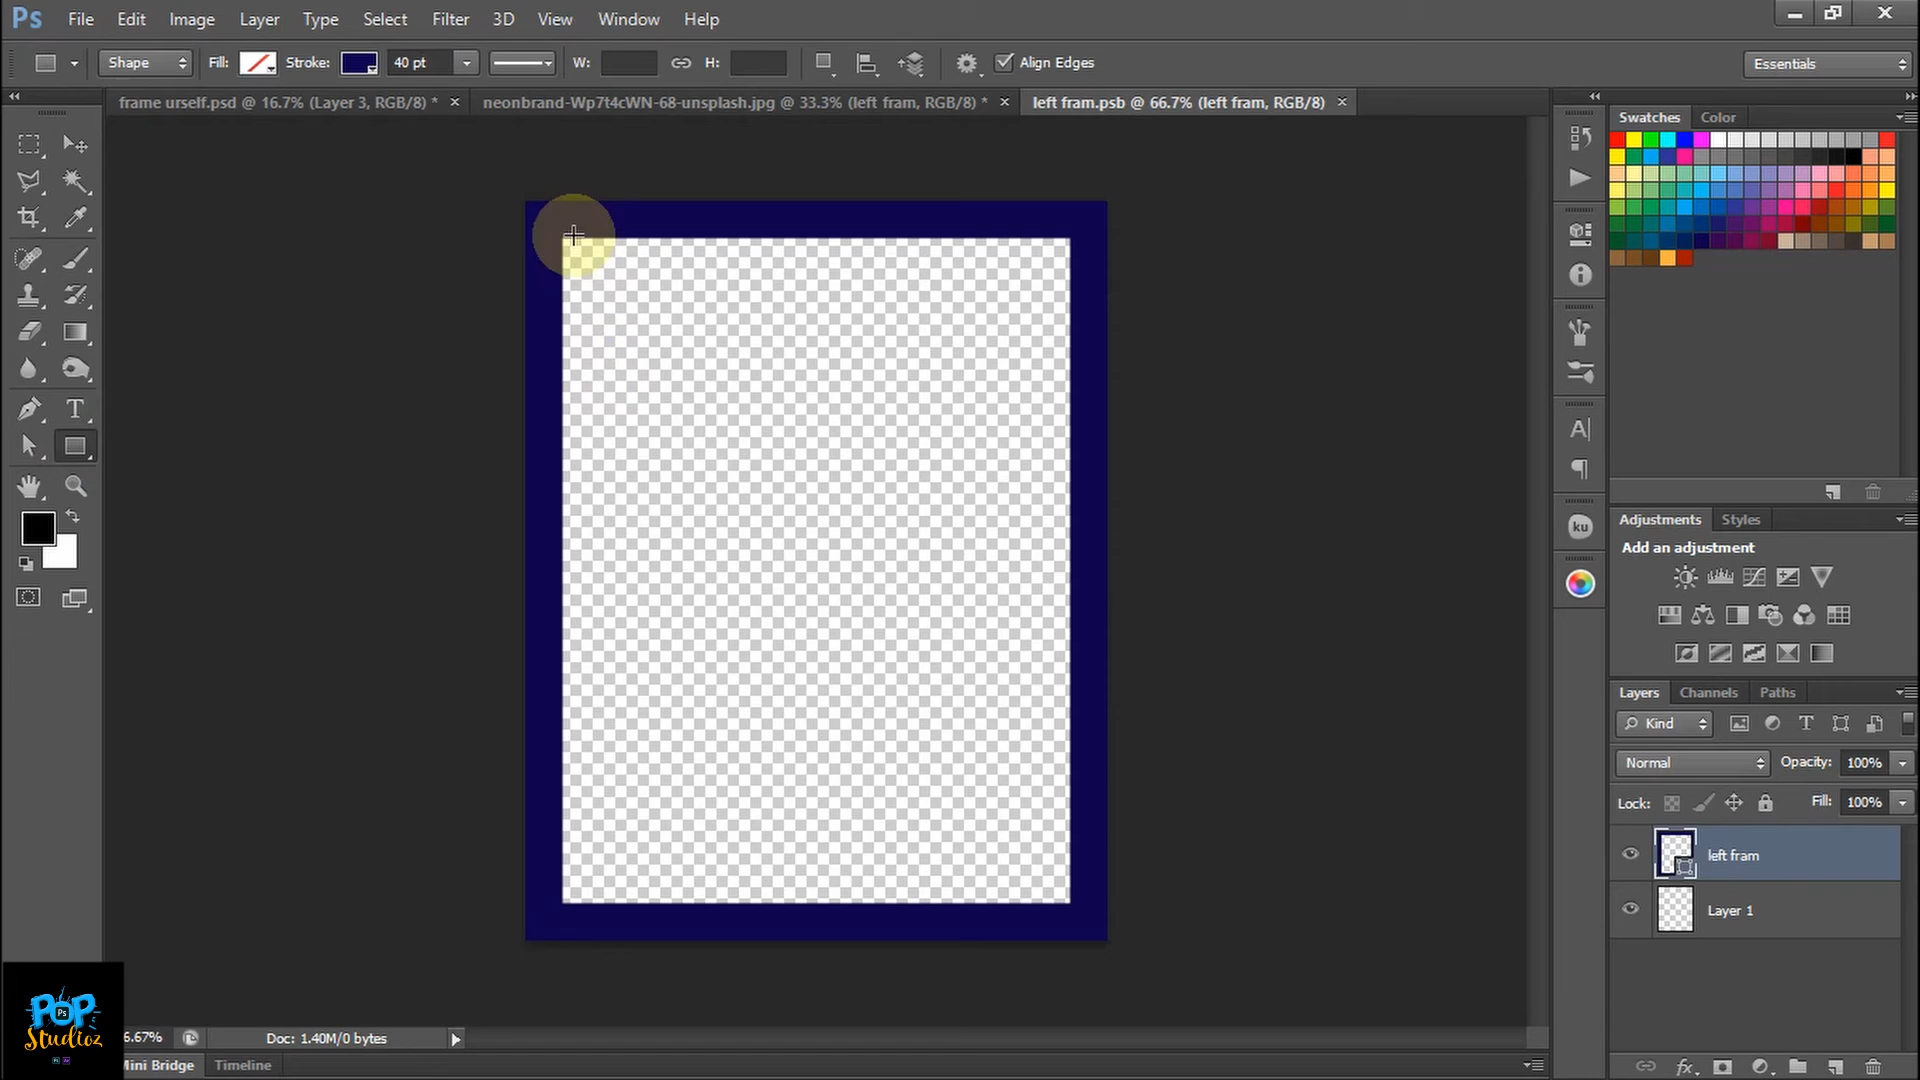 Ps File Edit Image Layer Type Select Filter 3D View Window Help
Shape Fill: Stroke: 40 pt W: H: Align Edges Essentials
frame urself.psd @ 16.7% (Layer 3, RGB/8) * neonbrand-Wp7t4cWN-68-unsplash.jpg @ 33.3% (left fram, RGB/8) * left fram.psb @ 66.7% (left fram, RGB/8)
Swatches Color
T
A
ku
Adjustments Styles
Add an adjustment
Layers Channels Paths
Kind T
Normal Opacity: 100%
Lock: Fill: 100%
left fram
Layer 1
POP
Ps
Studioz
6.67% Doc: 1.40M/0 bytes
Mini Bridge Timeline
fx